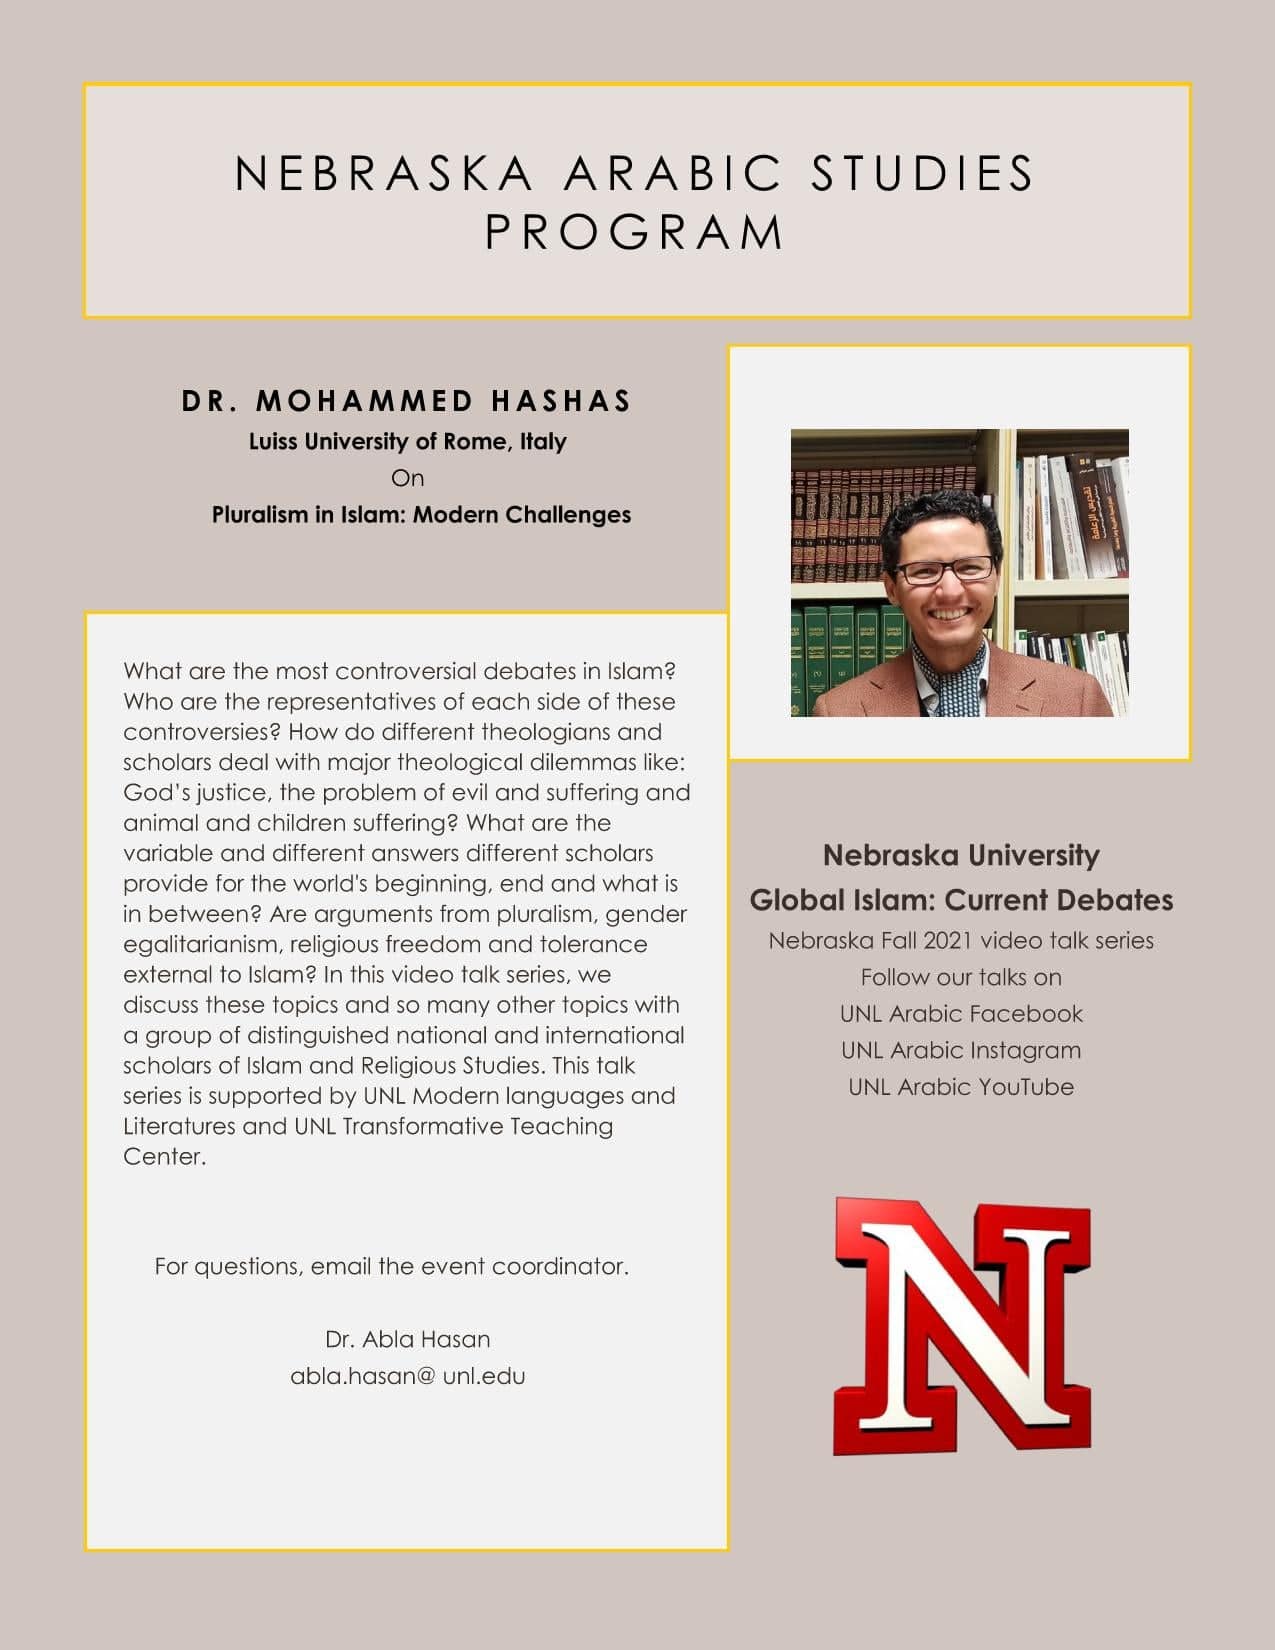 NEBRASKA ARABIC STUDIES
PROGRAM
DR. MOHAMMED HASHAS
Luiss University of Rome, Italy
On
Pluralism in Islam: Modern Challenges
What are the most controversial debates in Islam?
Who are the representatives of each side of these
controversies? How do different theologians and
scholars deal with major theological dilemmas like:
God’s justice, the problem of evil and suffering and
animal and children suffering? What are the
variable and different answers different scholars
provide for the world's beginning, end and what is
in between? Are arguments from pluralism, gender
egalitarianism, religious freedom and tolerance
external to Islam? In this video talk series, we
discuss these topics and so many other topics with
a group of distinguished national and international
scholars of Islam and Religious Studies. This talk
series is supported by UNL Modern languages and
Literatures and UNL Transformative Teaching
Center.
For questions, email the event coordinator.
Dr. Abla Hasan
abla.hasan@ unl.edu
Nebraska University
Global Islam: Current Debates
Nebraska Fall 2021 video talk series
Follow our talks on
UNL Arabic Facebook
UNL Arabic Instagram
UNL Arabic YouTube
N